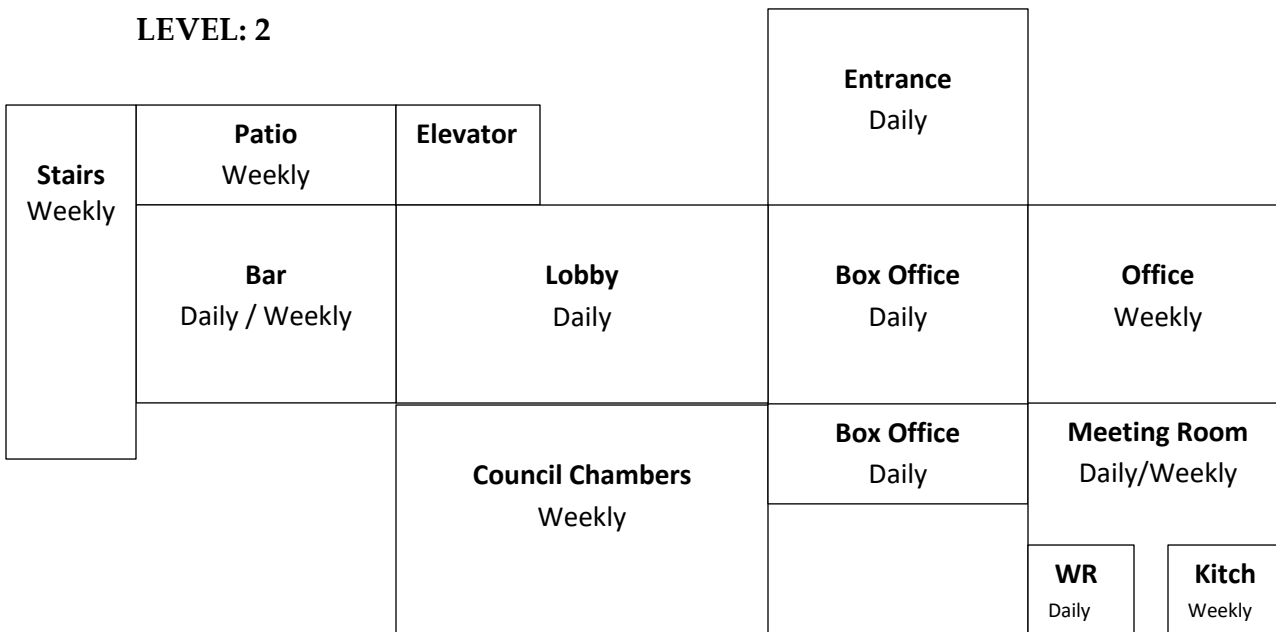 LEVEL: 2
Entrance
Daily
Patio
Weekly
Elevator
Stairs
Weekly
Bar
Daily / Weekly
Lobby
Daily
Box Office
Daily
Office
Weekly
Box Office
Daily
Meeting Room
Daily/Weekly
Council Chambers
Weekly
WR
Daily
Kitch
Weekly